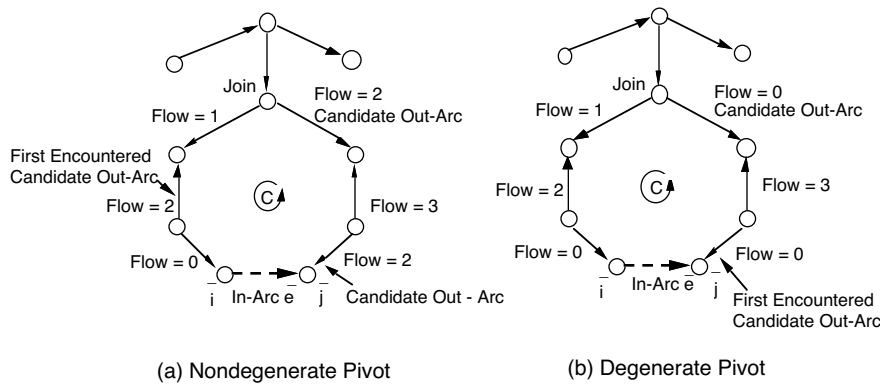 Join
Flow = 2
Candidate Out-Arc
Flow = 1
First Encountered
Candidate Out-Arc
C
Flow = 2
Flow = 3
Flow = 0
Flow = 2
i̅
In-Arc e̅
j̅
Candidate Out - Arc
(a) Nondegenerate Pivot
Join
Flow = 0
Candidate Out-Arc
Flow = 1
C
Flow = 2
Flow = 3
Flow = 0
Flow = 0
i̅
In-Arc e̅
j̅
First Encountered
Candidate Out-Arc
(b) Degenerate Pivot